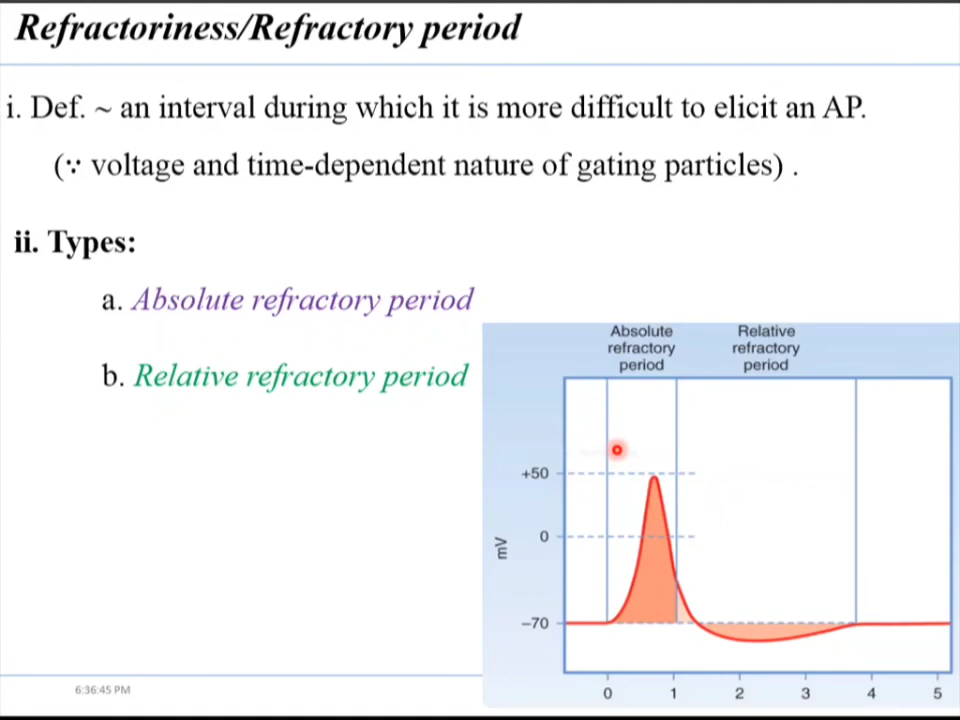 Refractoriness/Refractory period
i. Def. ~ an interval during which it is more difficult to elicit an AP.
(∵ voltage and time-dependent nature of gating particles) .
ii. Types:
a. Absolute refractory period
b. Relative refractory period
Absolute
refractory
period
Relative
refractory
period
+50
0
−70
mV
0 1 2 3 4 5
6:36:45 PM